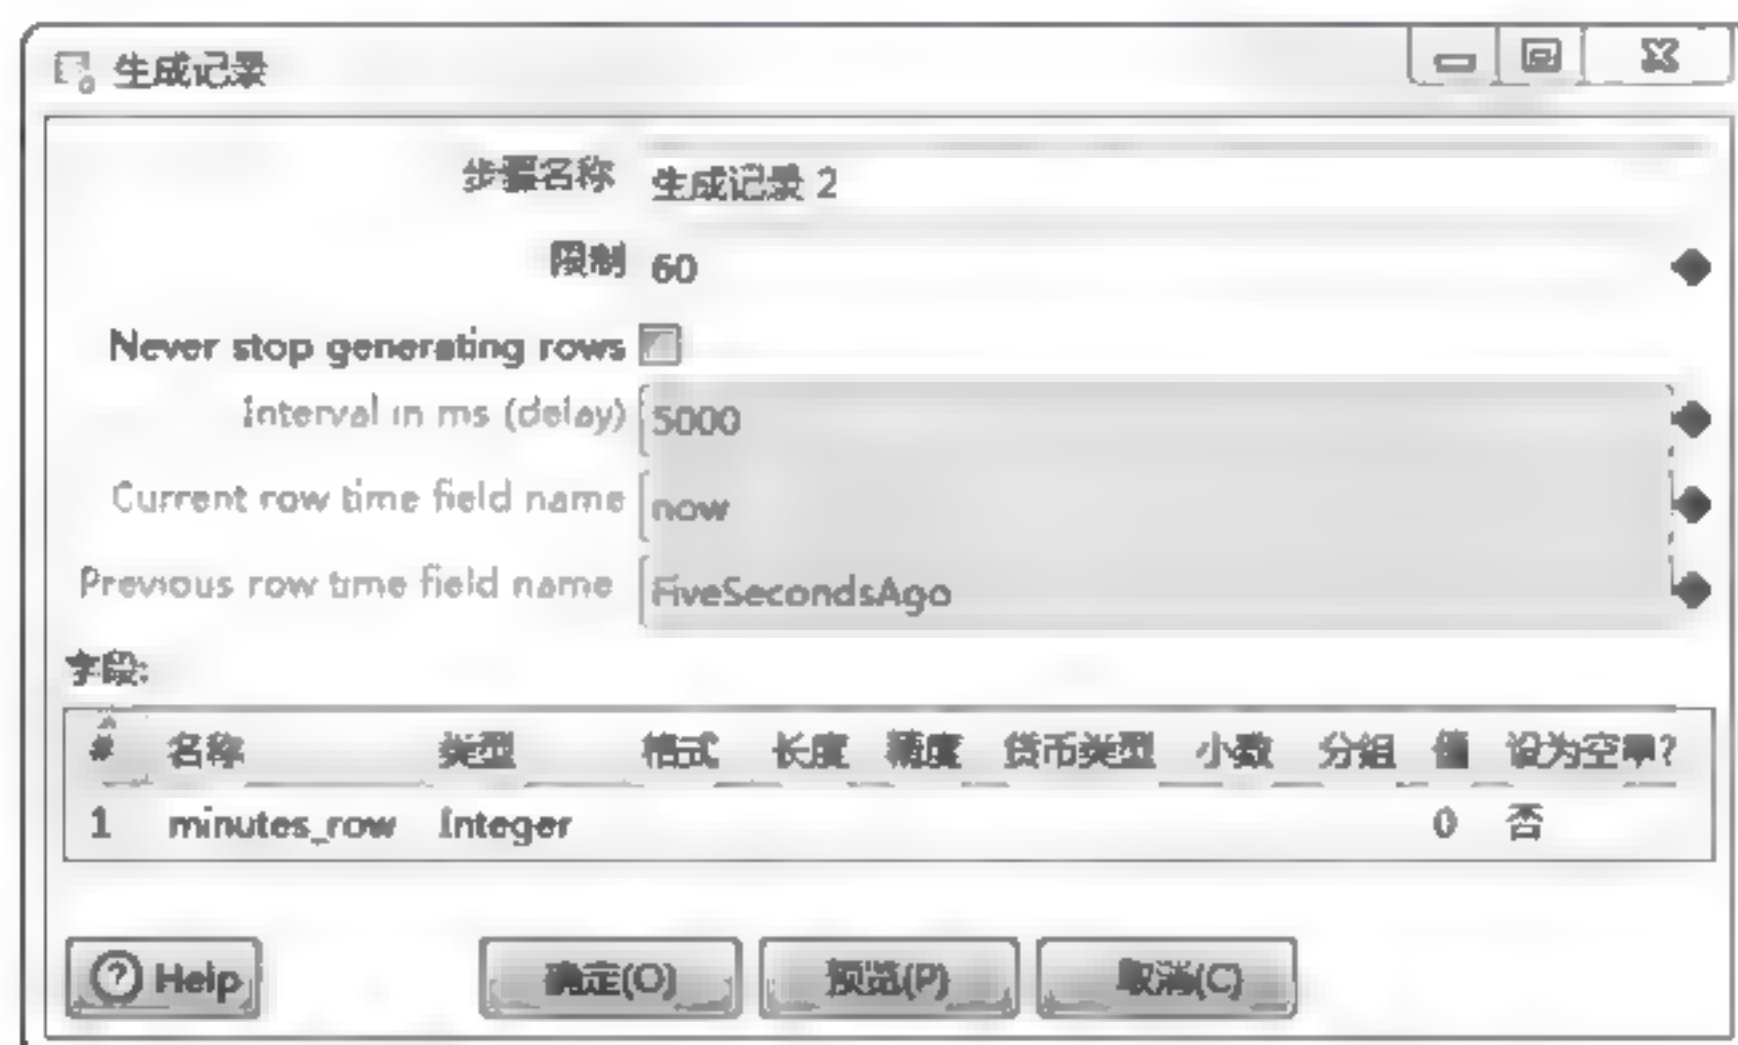 生成记录
步骤名称 生成记录 2
限制 60
Never stop generating rows
Interval in ms (delay) 5000
Current row time field name now
Previous row time field name FiveSecondsAgo
字段:
# 名称 类型 格式 长度 精度 货币类型 小数 分组 值 设为空串?
1 minutes_row Integer 0 否
Help 确定(O) 预览(P) 取消(C)